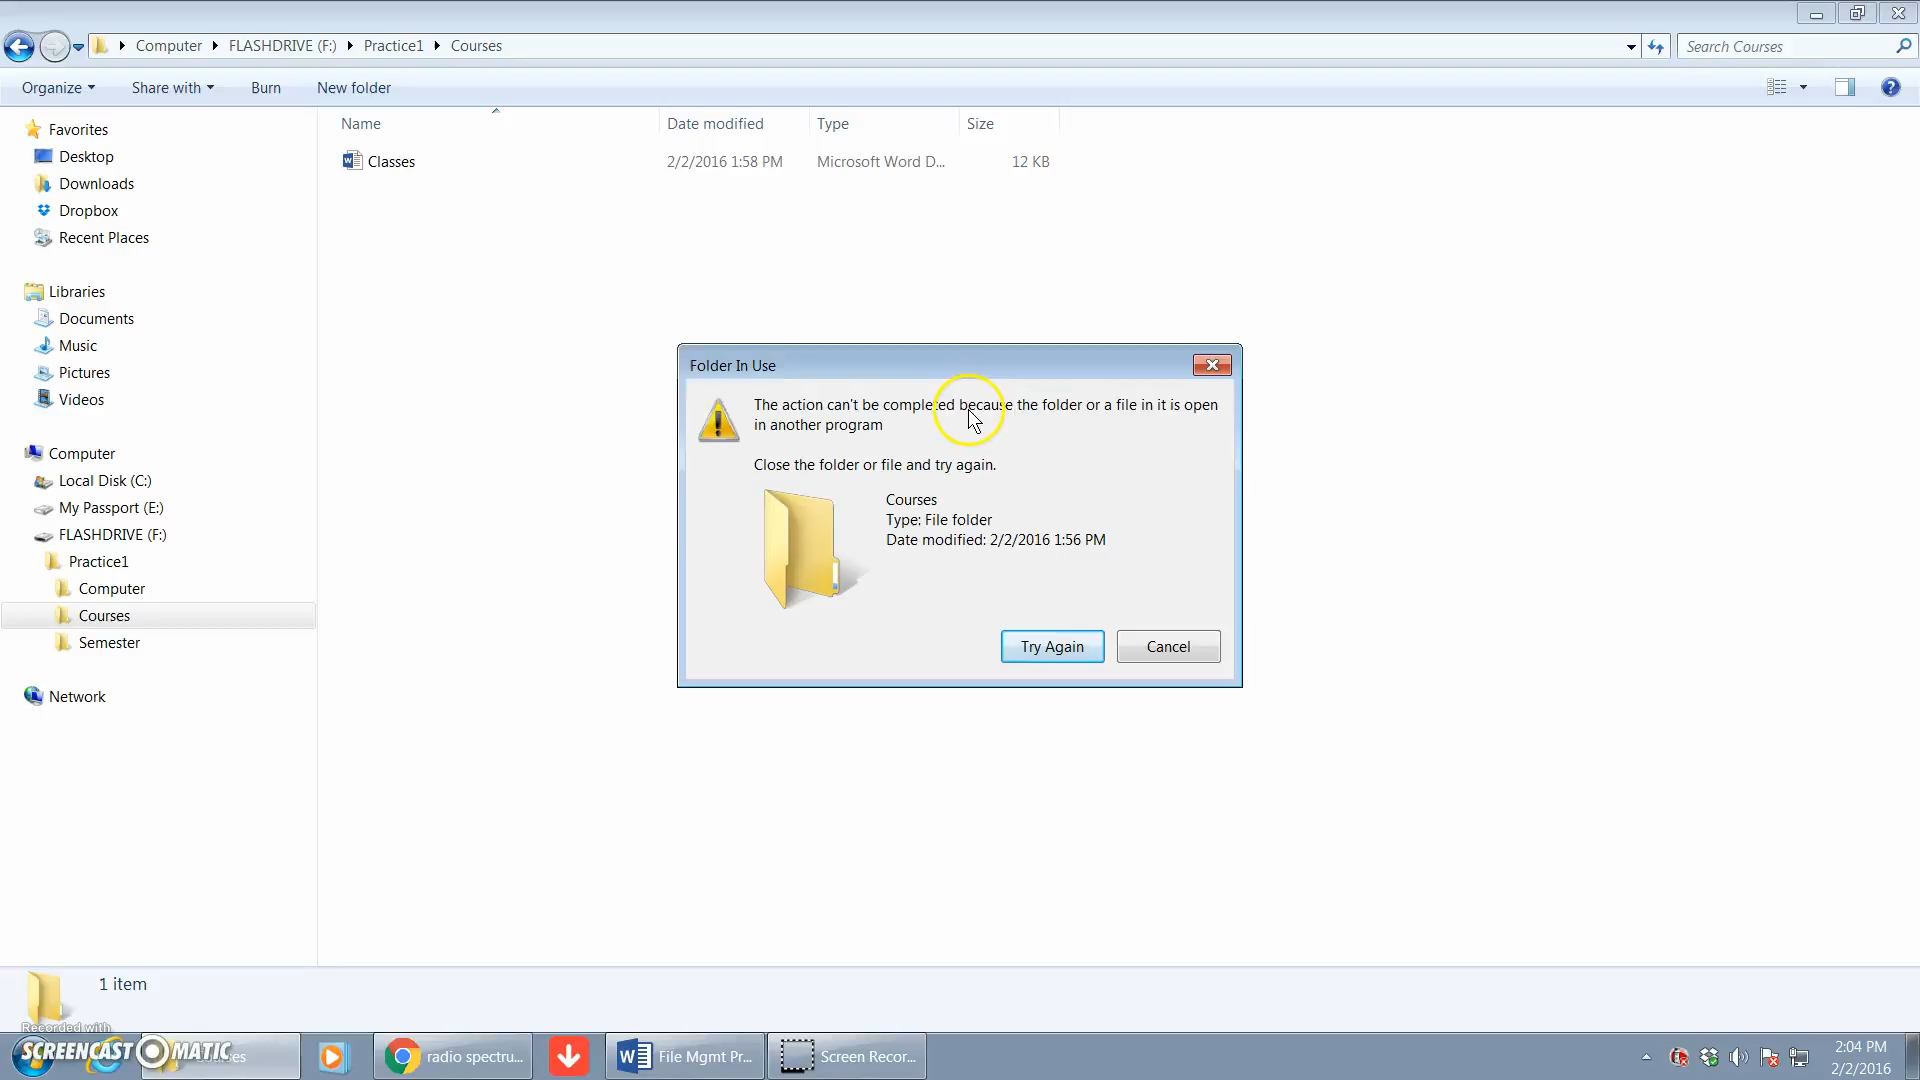 Computer FLASHDRIVE (F:) Practice1 Courses
Search Courses
Organize Share with Burn New folder
Name Date modified Type Size
Classes 2/2/2016 1:58 PM Microsoft Word D... 12 KB
Favorites
Desktop
Downloads
Dropbox
Recent Places
Libraries
Documents
Music
Pictures
Videos
Computer
Local Disk (C:)
My Passport (E:)
FLASHDRIVE (F:)
Practice1
Computer
Courses
Semester
Network
Folder In Use
The action can't be completed because the folder or a file in it is open
in another program
Close the folder or file and try again.
Courses
Type: File folder
Date modified: 2/2/2016 1:56 PM
Try Again Cancel
1 item
Recorded with
SCREENCAST MATIC
radio spectru...
File Mgmt Pr...
Screen Recor...
2:04 PM
2/2/2016